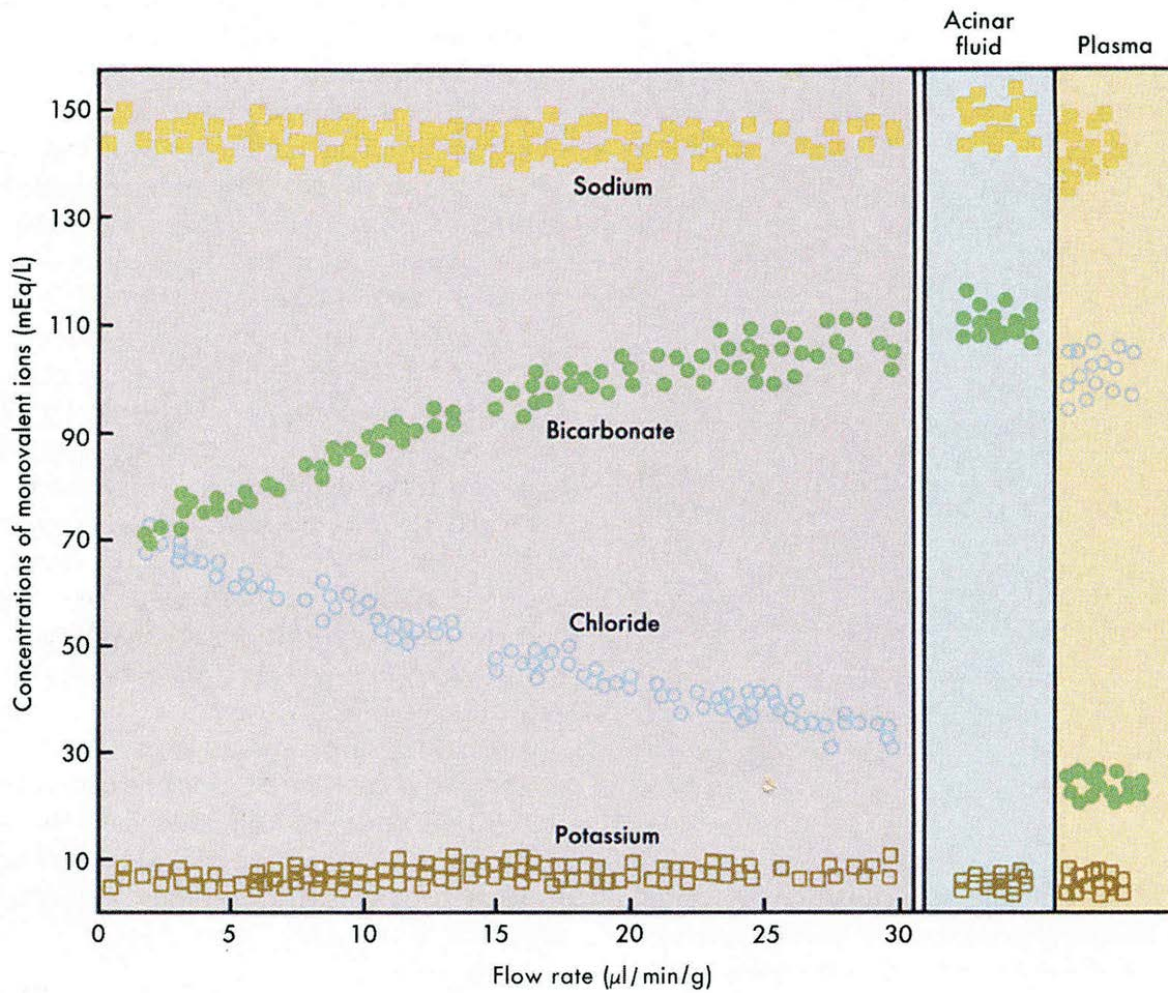 Acinar
fluid
Plasma
150
130
110
90
70
50
30
10
Concentrations of monovalent ions (mEq/L)
Sodium
Bicarbonate
Chloride
Potassium
0
5
10
15
20
25
30
Flow rate (μl/min/g)